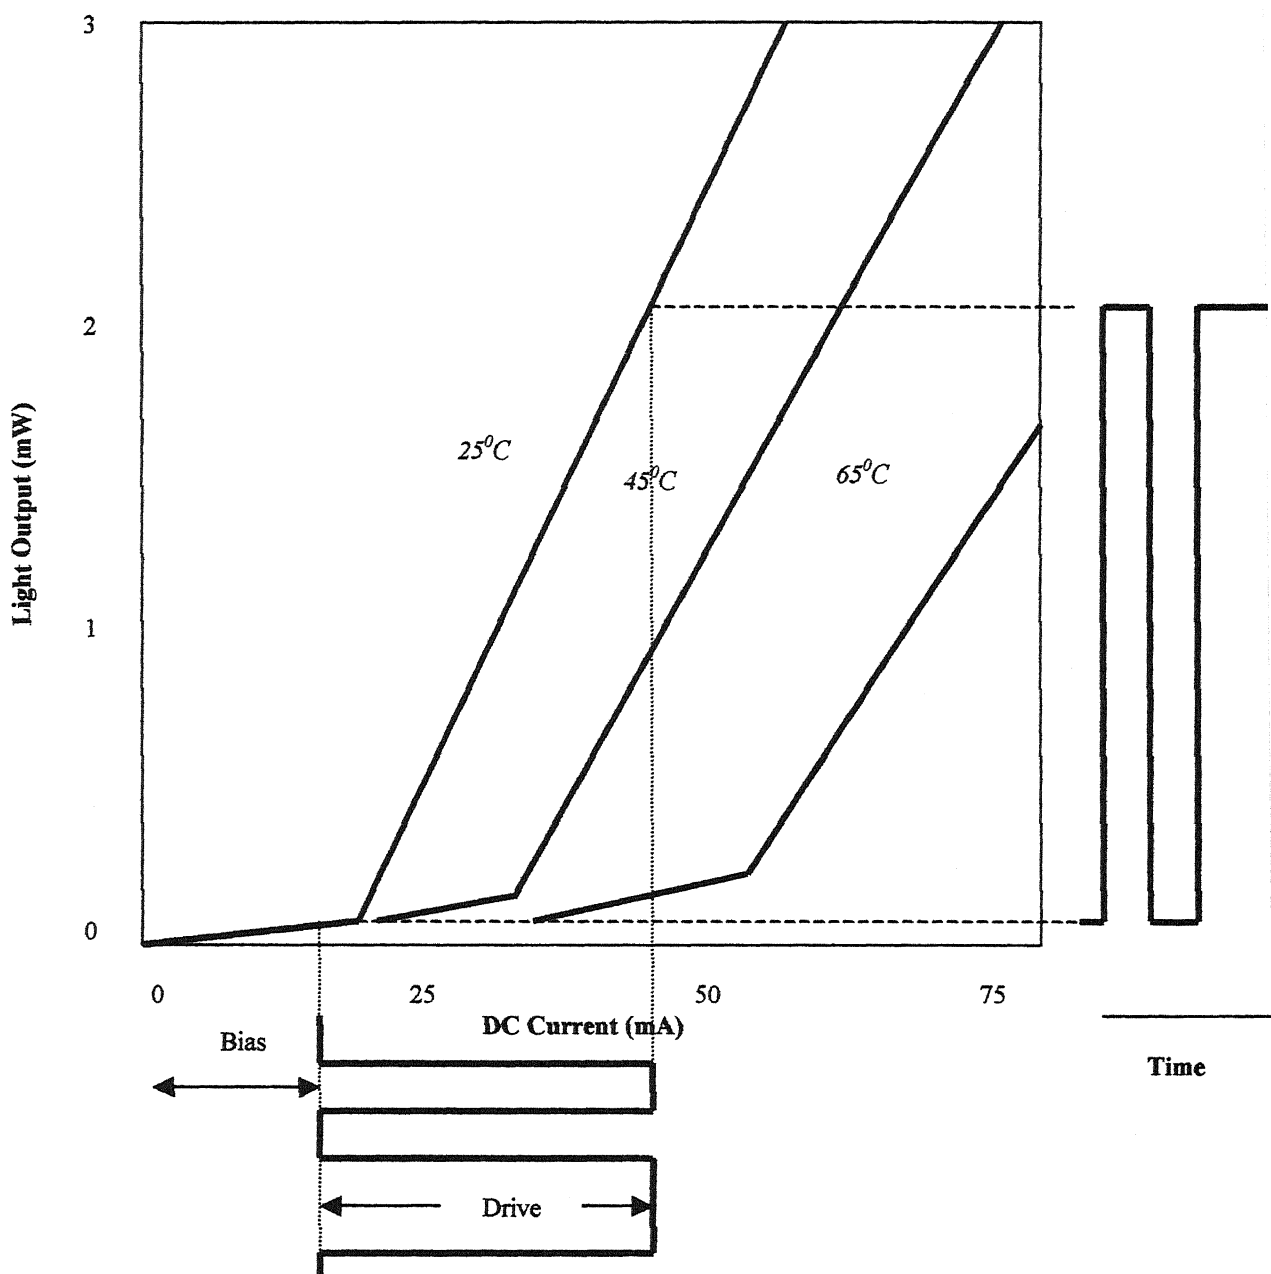 3
2
1
0
Light Output (mW)
25⁰C
45⁰C
65⁰C
0 25 50 75
DC Current (mA)
Bias
Time
Drive